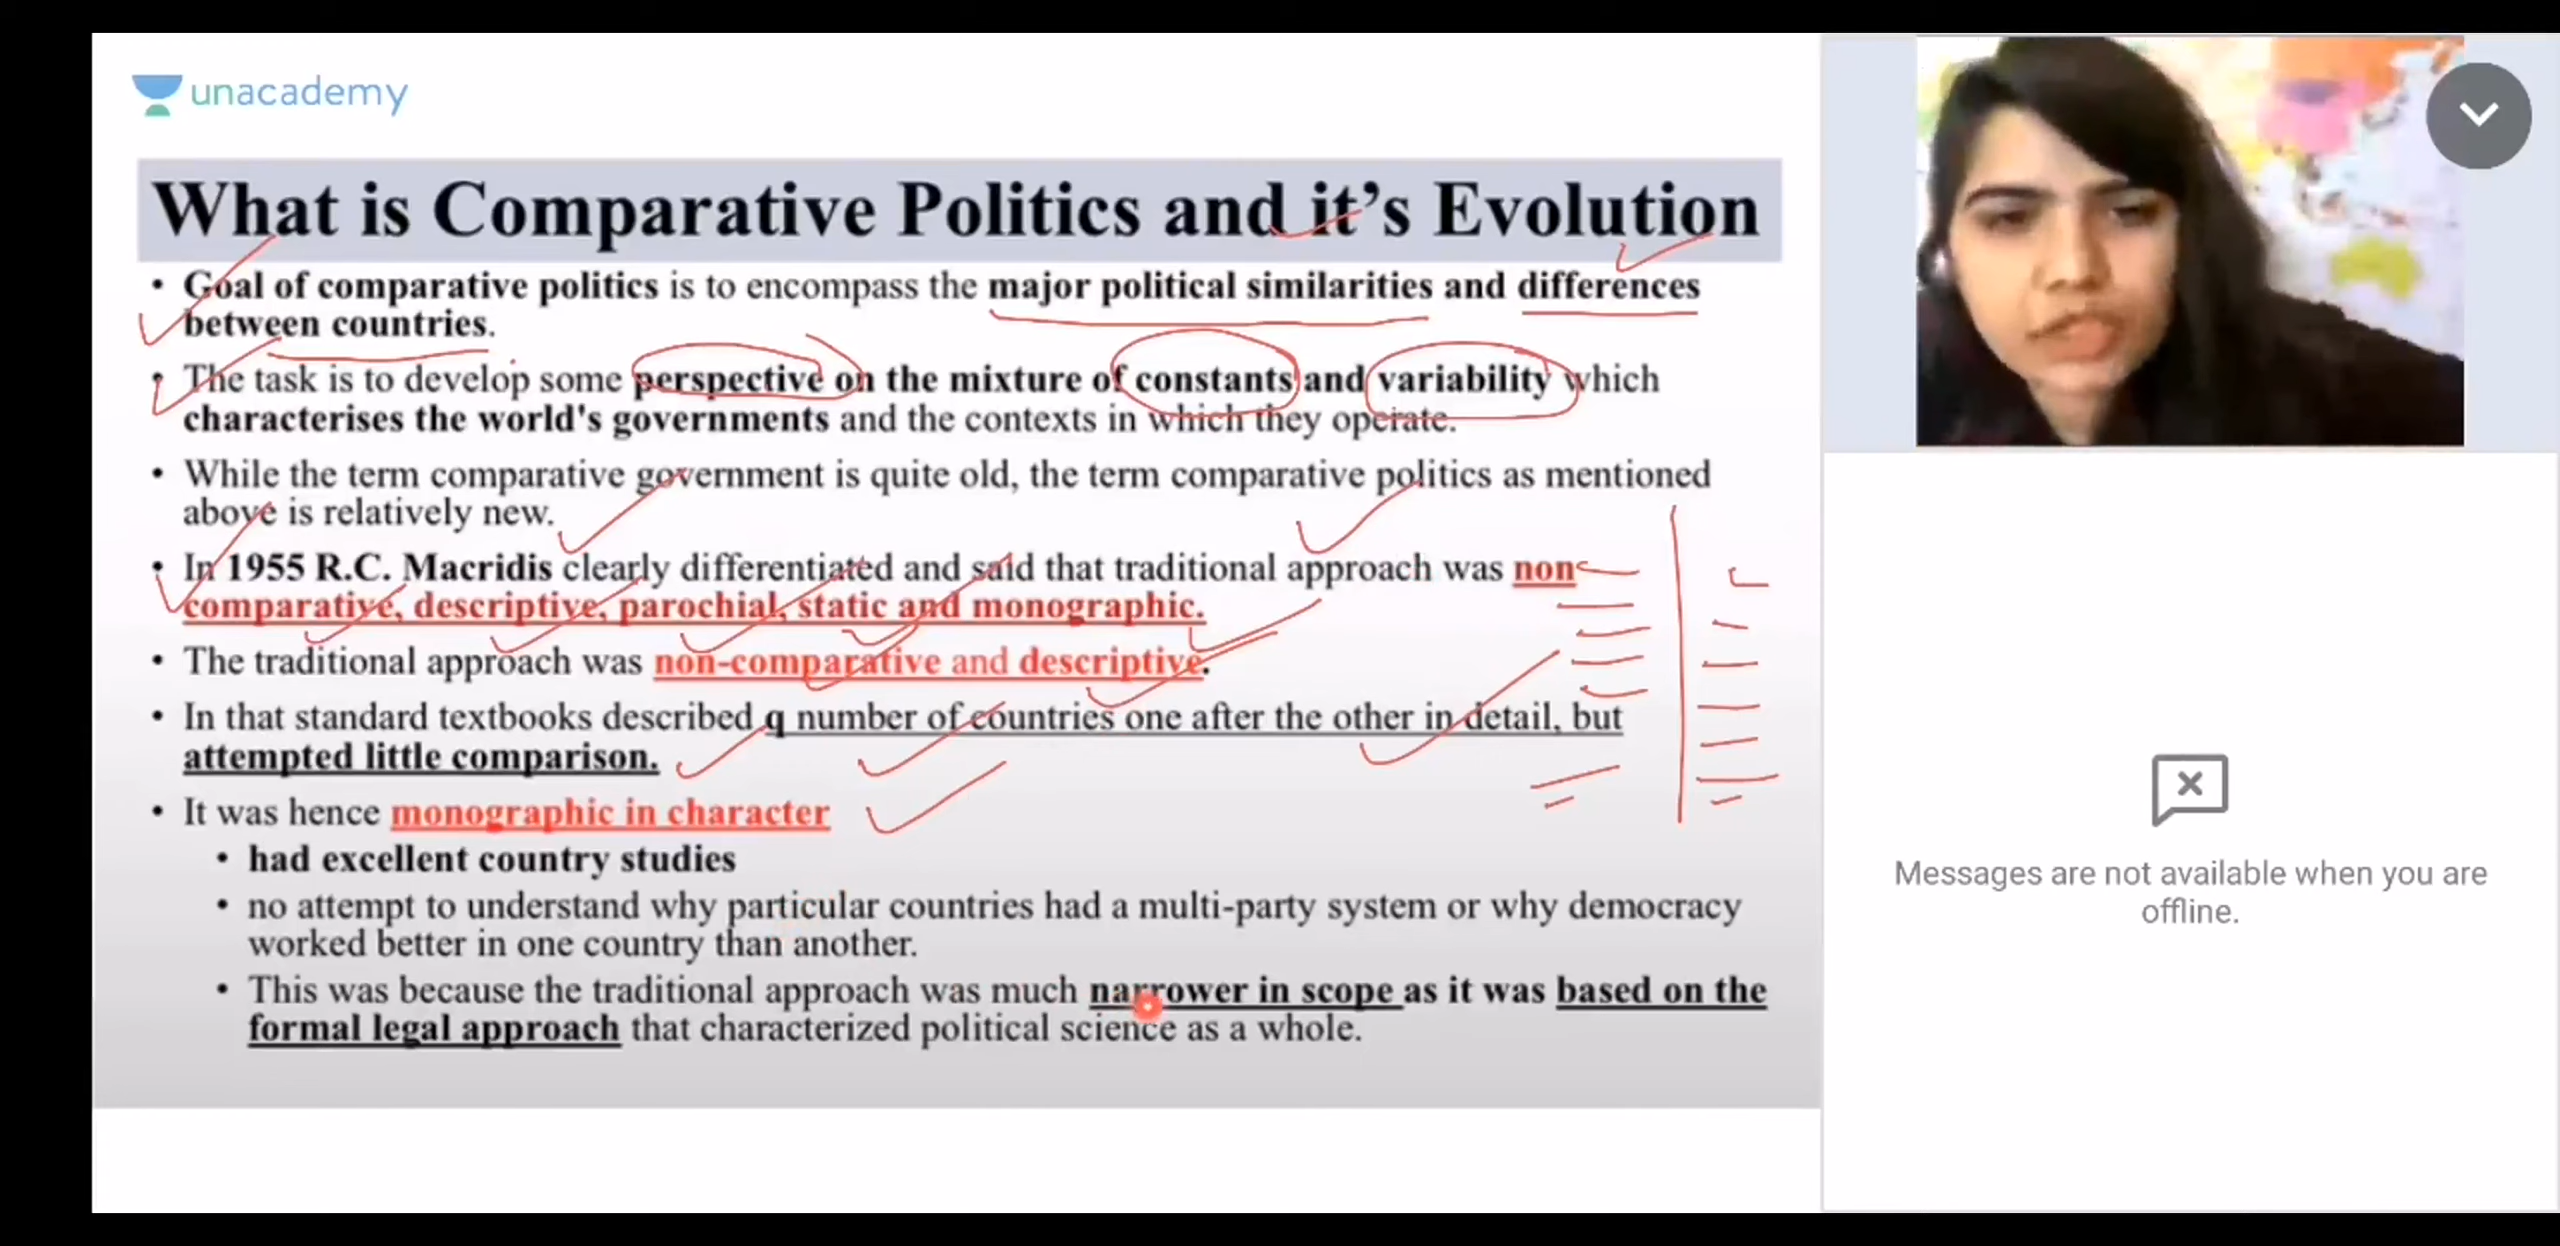 unacademy
What is Comparative Politics and it's Evolution
• Goal of comparative politics is to encompass the major political similarities and differences
between countries.
• The task is to develop some perspective on the mixture of constants and variability which
characterises the world's governments and the contexts in which they operate.
• While the term comparative government is quite old, the term comparative politics as mentioned
above is relatively new.
• In 1955 R.C. Macridis clearly differentiated and said that traditional approach was non
comparative, descriptive, parochial, static and monographic.
• The traditional approach was non-comparative and descriptive.
• In that standard textbooks described q number of countries one after the other in detail, but
attempted little comparison.
• It was hence monographic in character
• had excellent country studies
• no attempt to understand why particular countries had a multi-party system or why democracy
worked better in one country than another.
• This was because the traditional approach was much narrower in scope as it was based on the
formal legal approach that characterized political science as a whole.
Messages are not available when you are
offline.